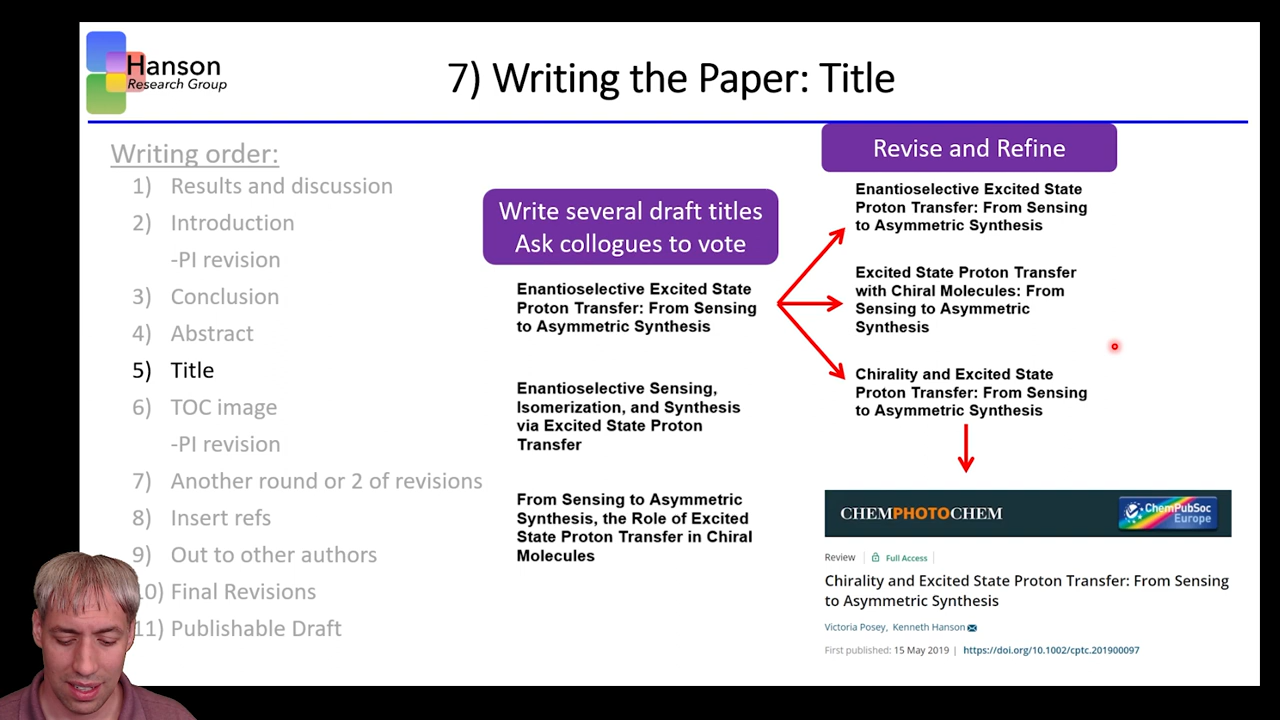 Hanson
Research Group
7) Writing the Paper: Title
Writing order:
1) Results and discussion
2) Introduction
-PI revision
3) Conclusion
4) Abstract
5) Title
6) TOC image
-PI revision
7) Another round or 2 of revisions
8) Insert refs
9) Out to other authors
10) Final Revisions
11) Publishable Draft
Write several draft titles
Ask collogues to vote
Enantioselective Excited State
Proton Transfer: From Sensing
to Asymmetric Synthesis
Enantioselective Sensing,
Isomerization, and Synthesis
via Excited State Proton
Transfer
From Sensing to Asymmetric
Synthesis, the Role of Excited
State Proton Transfer in Chiral
Molecules
Revise and Refine
Enantioselective Excited State
Proton Transfer: From Sensing
to Asymmetric Synthesis
Excited State Proton Transfer
with Chiral Molecules: From
Sensing to Asymmetric
Synthesis
Chirality and Excited State
Proton Transfer: From Sensing
to Asymmetric Synthesis
CHEMPHOTOCHEM
ChemPubSoc
Europe
Review | Full Access |
Chirality and Excited State Proton Transfer: From Sensing
to Asymmetric Synthesis
Victoria Posey, Kenneth Hanson
First published: 15 May 2019 | https://doi.org/10.1002/cptc.201900097